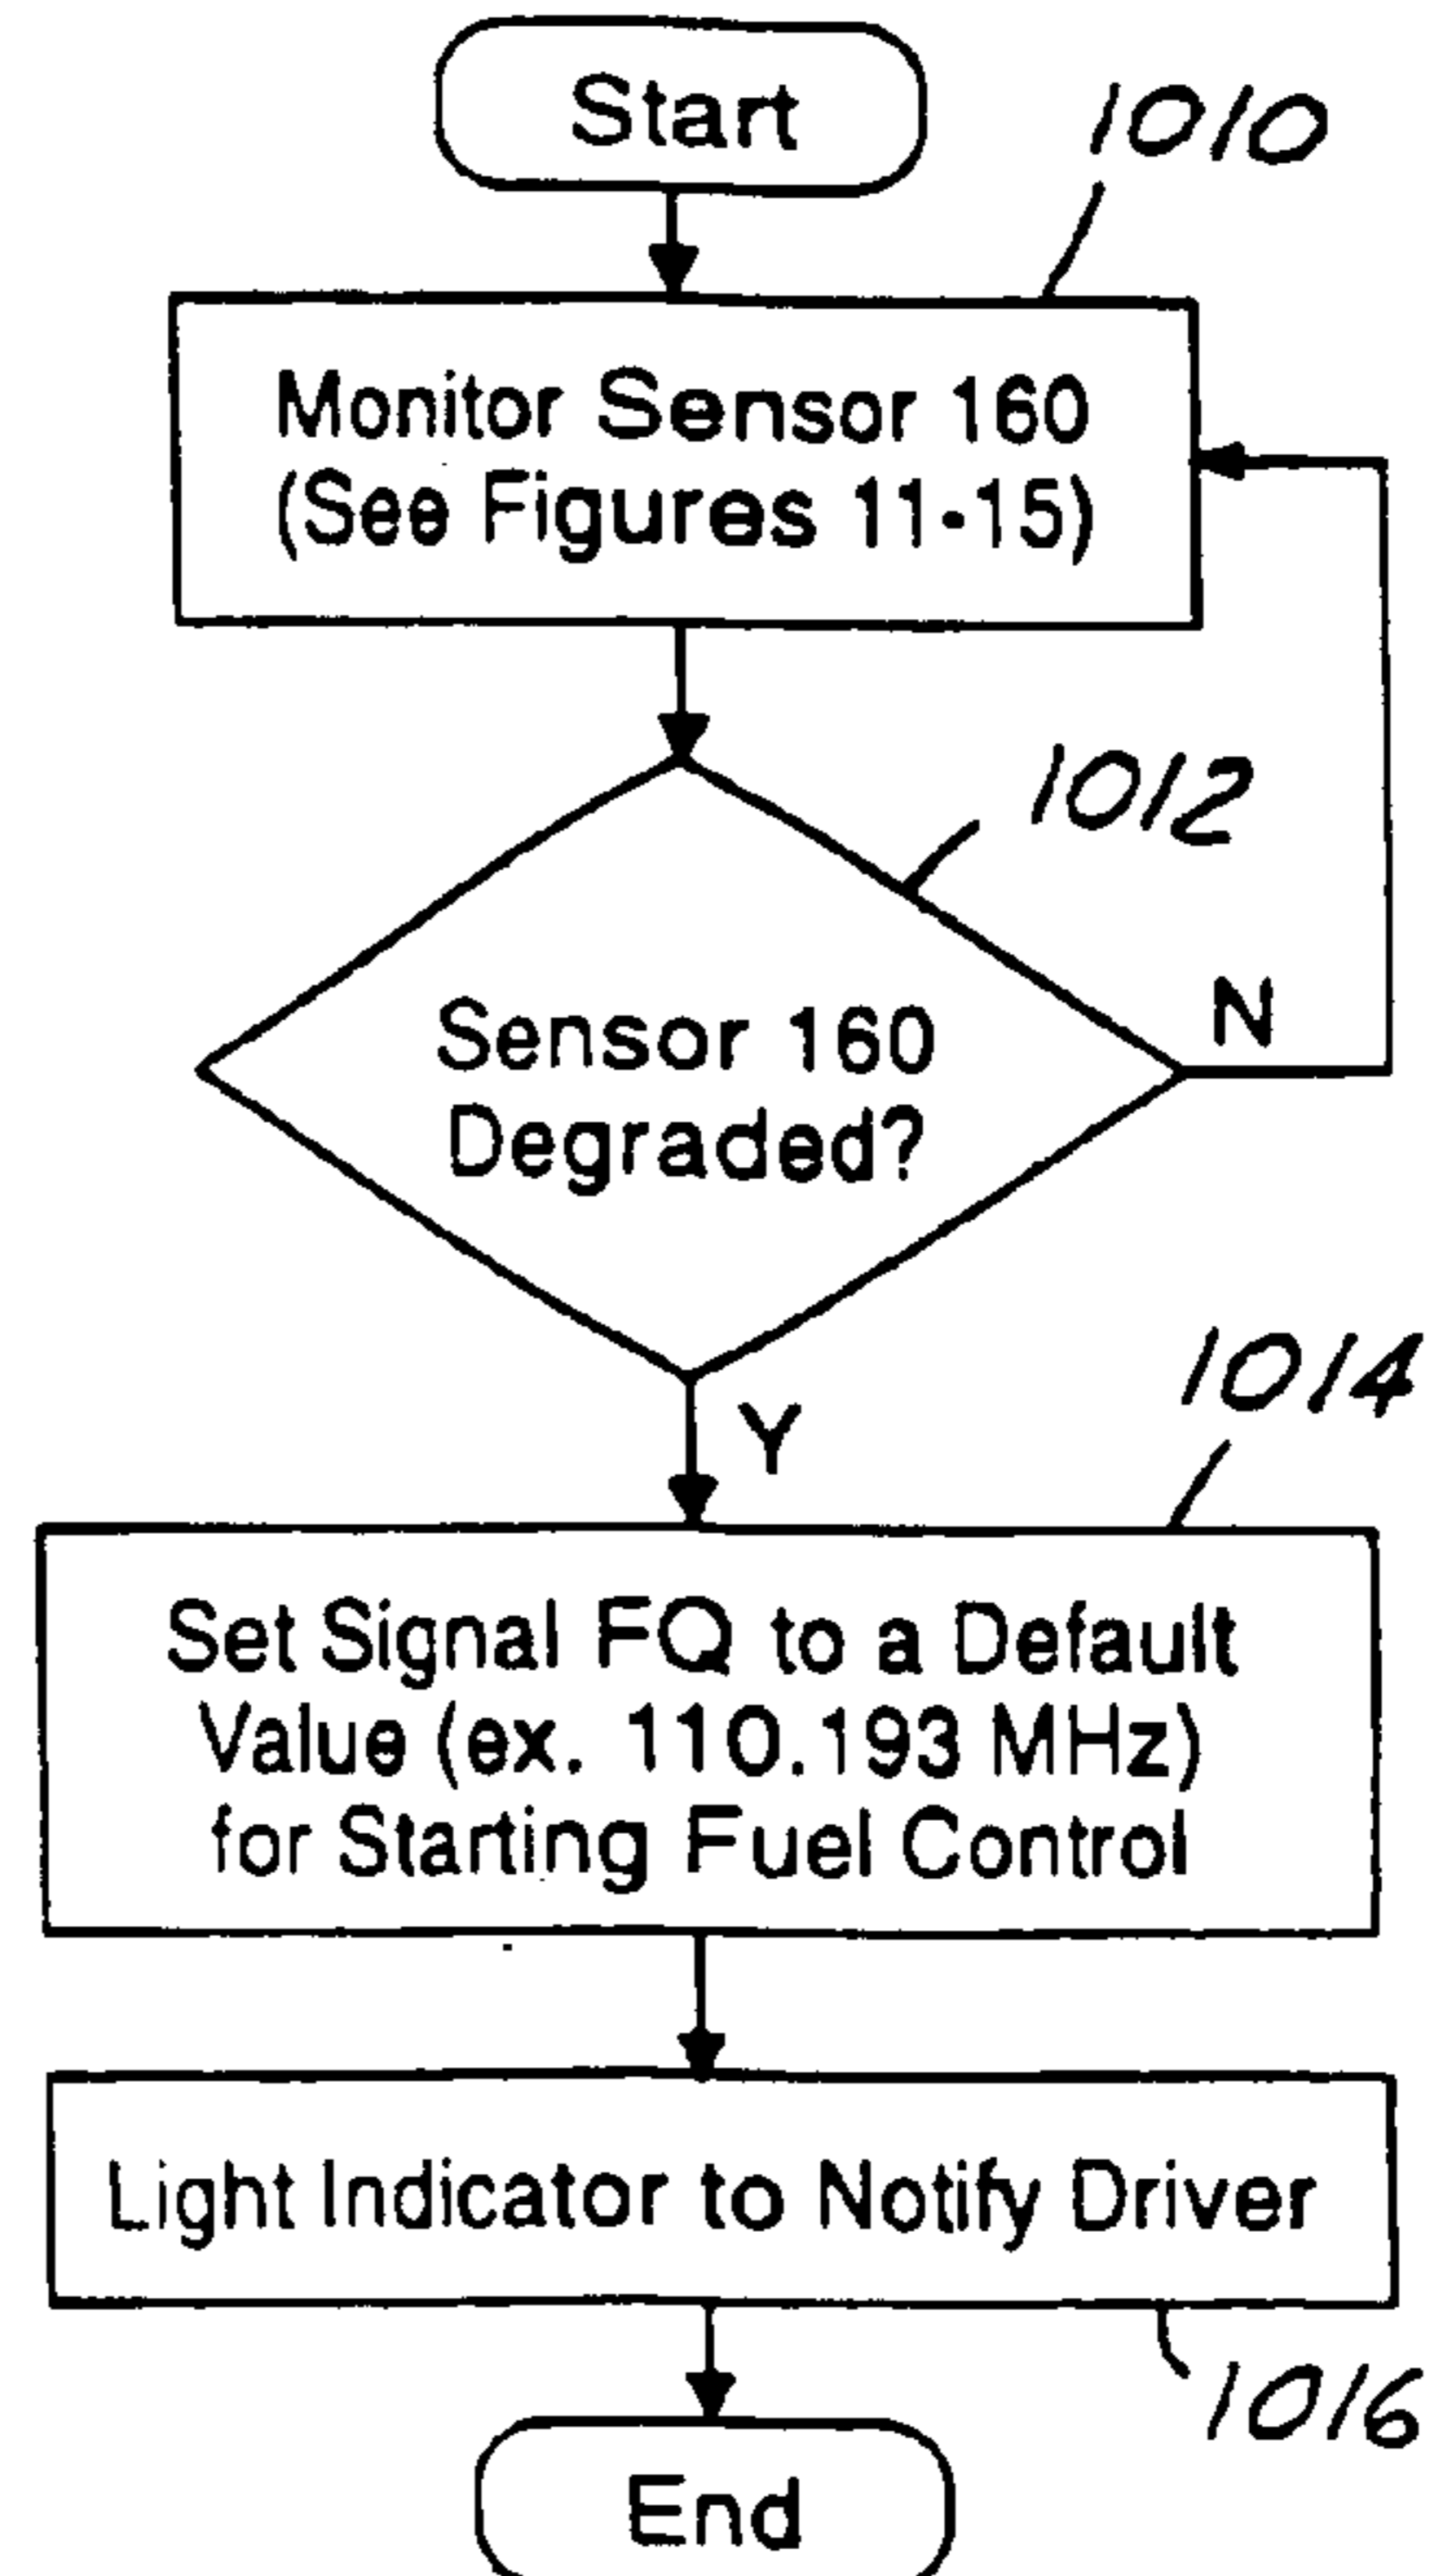 Start
1010
Monitor Sensor 160
(See Figures 11-15)
1012
Sensor 160
Degraded?
N
Y
1014
Set Signal FQ to a Default
Value (ex. 110.193 MHz)
for Starting Fuel Control
Light Indicator to Notify Driver
1016
End